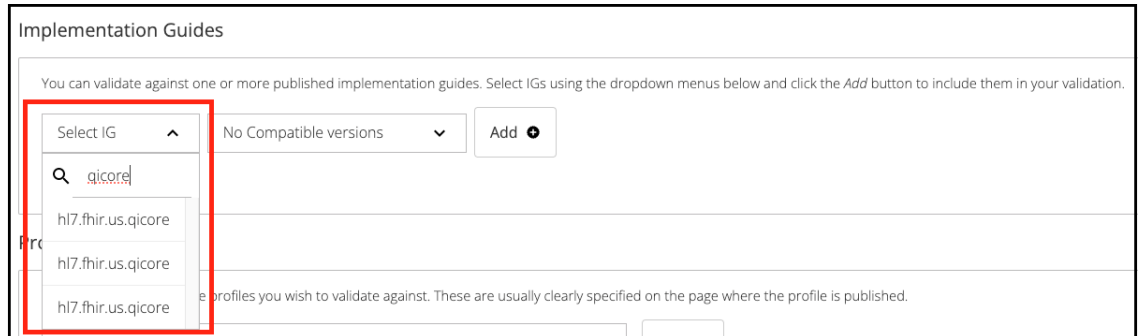 Implementation Guides
You can validate against one or more published implementation guides. Select IGs using the dropdown menus below and click the Add button to include them in your validation.
Select IG
No Compatible versions
Add
qicore
hl7.fhir.us.qicore
Pro
hl7.fhir.us.qicore
profiles you wish to validate against. These are usually clearly specified on the page where the profile is published.
hl7.fhir.us.qicore